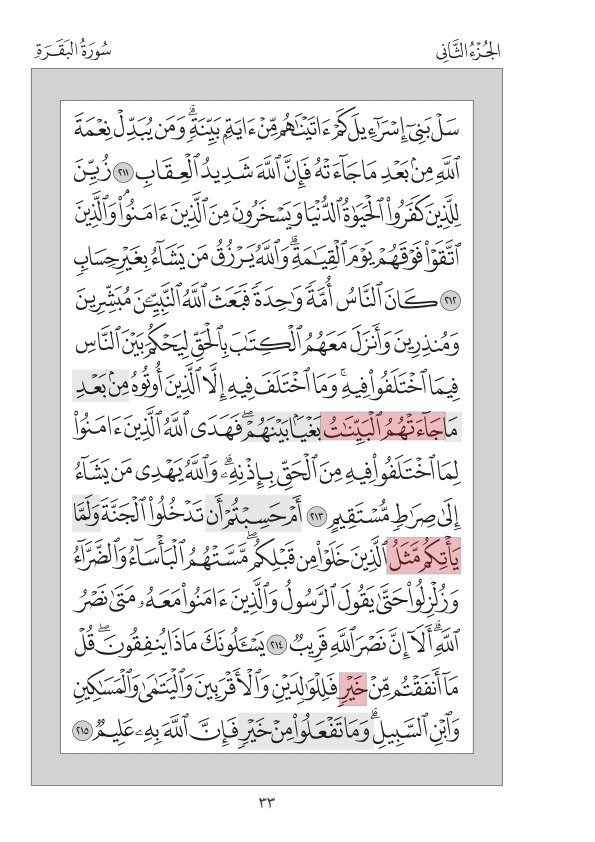 الجُزْءُ الثَّانِي
سُورَةُ البَقَرَةِ
سَلْ بَنِىٓ إِسْرَٰٓءِيلَ كَمْ ءَاتَيْنَٰهُم مِّنْ ءَايَةِۭ بَيِّنَةٖۗ وَمَن يُبَدِّلْ نِعْمَةَ
ٱللَّهِ مِنۢ بَعْدِ مَا جَآءَتْهُ فَإِنَّ ٱللَّهَ شَدِيدُ ٱلْعِقَابِ ٢١١ زُيِّنَ
لِلَّذِينَ كَفَرُواْ ٱلْحَيَوٰةُ ٱلدُّنْيَا وَيَسْخَرُونَ مِنَ ٱلَّذِينَ ءَامَنُواْۘ وَٱلَّذِينَ
ٱتَّقَوْاْ فَوْقَهُمْ يَوْمَ ٱلْقِيَٰمَةِۗ وَٱللَّهُ يَرْزُقُ مَن يَشَآءُ بِغَيْرِ حِسَابٖ
٢١٢ كَانَ ٱلنَّاسُ أُمَّةٗ وَٰحِدَةٗ فَبَعَثَ ٱللَّهُ ٱلنَّبِيِّـۧنَ مُبَشِّرِينَ
وَمُنذِرِينَ وَأَنزَلَ مَعَهُمُ ٱلْكِتَٰبَ بِٱلْحَقِّ لِيَحْكُمَ بَيْنَ ٱلنَّاسِ
فِيمَا ٱخْتَلَفُواْ فِيهِۚ وَمَا ٱخْتَلَفَ فِيهِ إِلَّا ٱلَّذِينَ أُوتُوهُ مِنۢ بَعْدِ
مَا جَآءَتْهُمُ ٱلْبَيِّنَٰتُ بَغْيَۢا بَيْنَهُمْۖ فَهَدَى ٱللَّهُ ٱلَّذِينَ ءَامَنُواْ
لِمَا ٱخْتَلَفُواْ فِيهِ مِنَ ٱلْحَقِّ بِإِذْنِهِۦۗ وَٱللَّهُ يَهْدِى مَن يَشَآءُ
إِلَىٰ صِرَٰطٖ مُّسْتَقِيمٍ ٢١٣ أَمْ حَسِبْتُمْ أَن تَدْخُلُواْ ٱلْجَنَّةَ وَلَمَّا
يَأْتِكُم مَّثَلُ ٱلَّذِينَ خَلَوْاْ مِن قَبْلِكُمۖ مَّسَّتْهُمُ ٱلْبَأْسَآءُ وَٱلضَّرَّآءُ
وَزُلْزِلُواْ حَتَّىٰ يَقُولَ ٱلرَّسُولُ وَٱلَّذِينَ ءَامَنُواْ مَعَهُۥ مَتَىٰ نَصْرُ
ٱللَّهِۗ أَلَآ إِنَّ نَصْرَ ٱللَّهِ قَرِيبٞ ٢١٤ يَسْـَٔلُونَكَ مَاذَا يُنفِقُونَۖ قُلْ
مَآ أَنفَقْتُم مِّنْ خَيْرٖ فَلِلْوَٰلِدَيْنِ وَٱلْأَقْرَبِينَ وَٱلْيَتَٰمَىٰ وَٱلْمَسَٰكِينِ
وَٱبْنِ ٱلسَّبِيلِۗ وَمَا تَفْعَلُواْ مِنْ خَيْرٖ فَإِنَّ ٱللَّهَ بِهِۦ عَلِيمٞ ٢١٥
٣٣